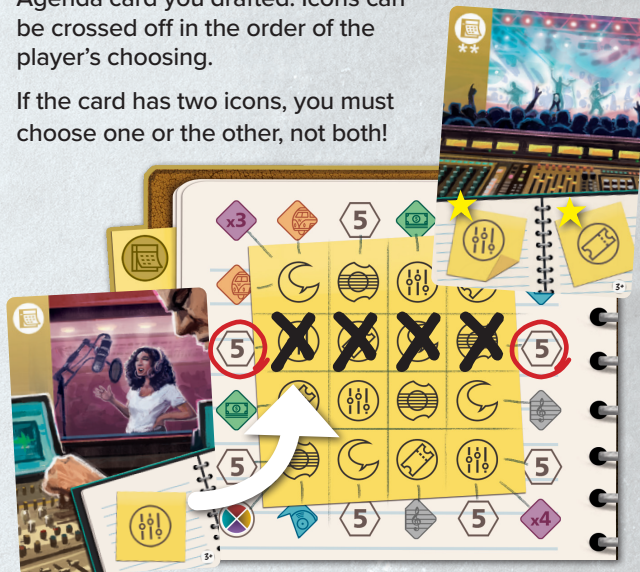 Agenda card you drafted. Icons can
be crossed off in the order of the
player's choosing.
If the card has two icons, you must
choose one or the other, not both!
**
x3
5
3+
5
5
5
5
5
5
x4
3+